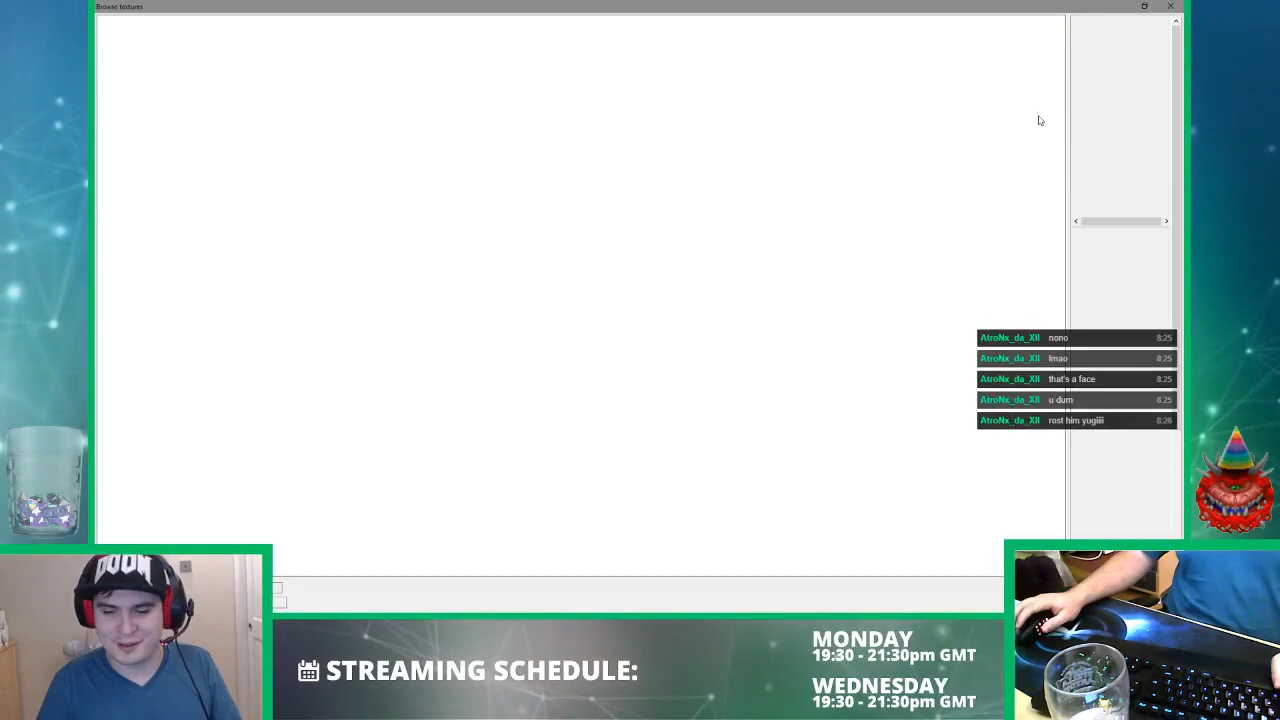 Browse textures
AtroNx_da_XII nono 8:25
AtroNx_da_XII lmao 8:25
AtroNx_da_XII that's a face 8:25
AtroNx_da_XII u dum 8:25
AtroNx_da_XII rost him yugiiii 8:26
DOOM
STREAMING SCHEDULE:
MONDAY
19:30 - 21:30pm GMT
WEDNESDAY
19:30 - 21:30pm GMT